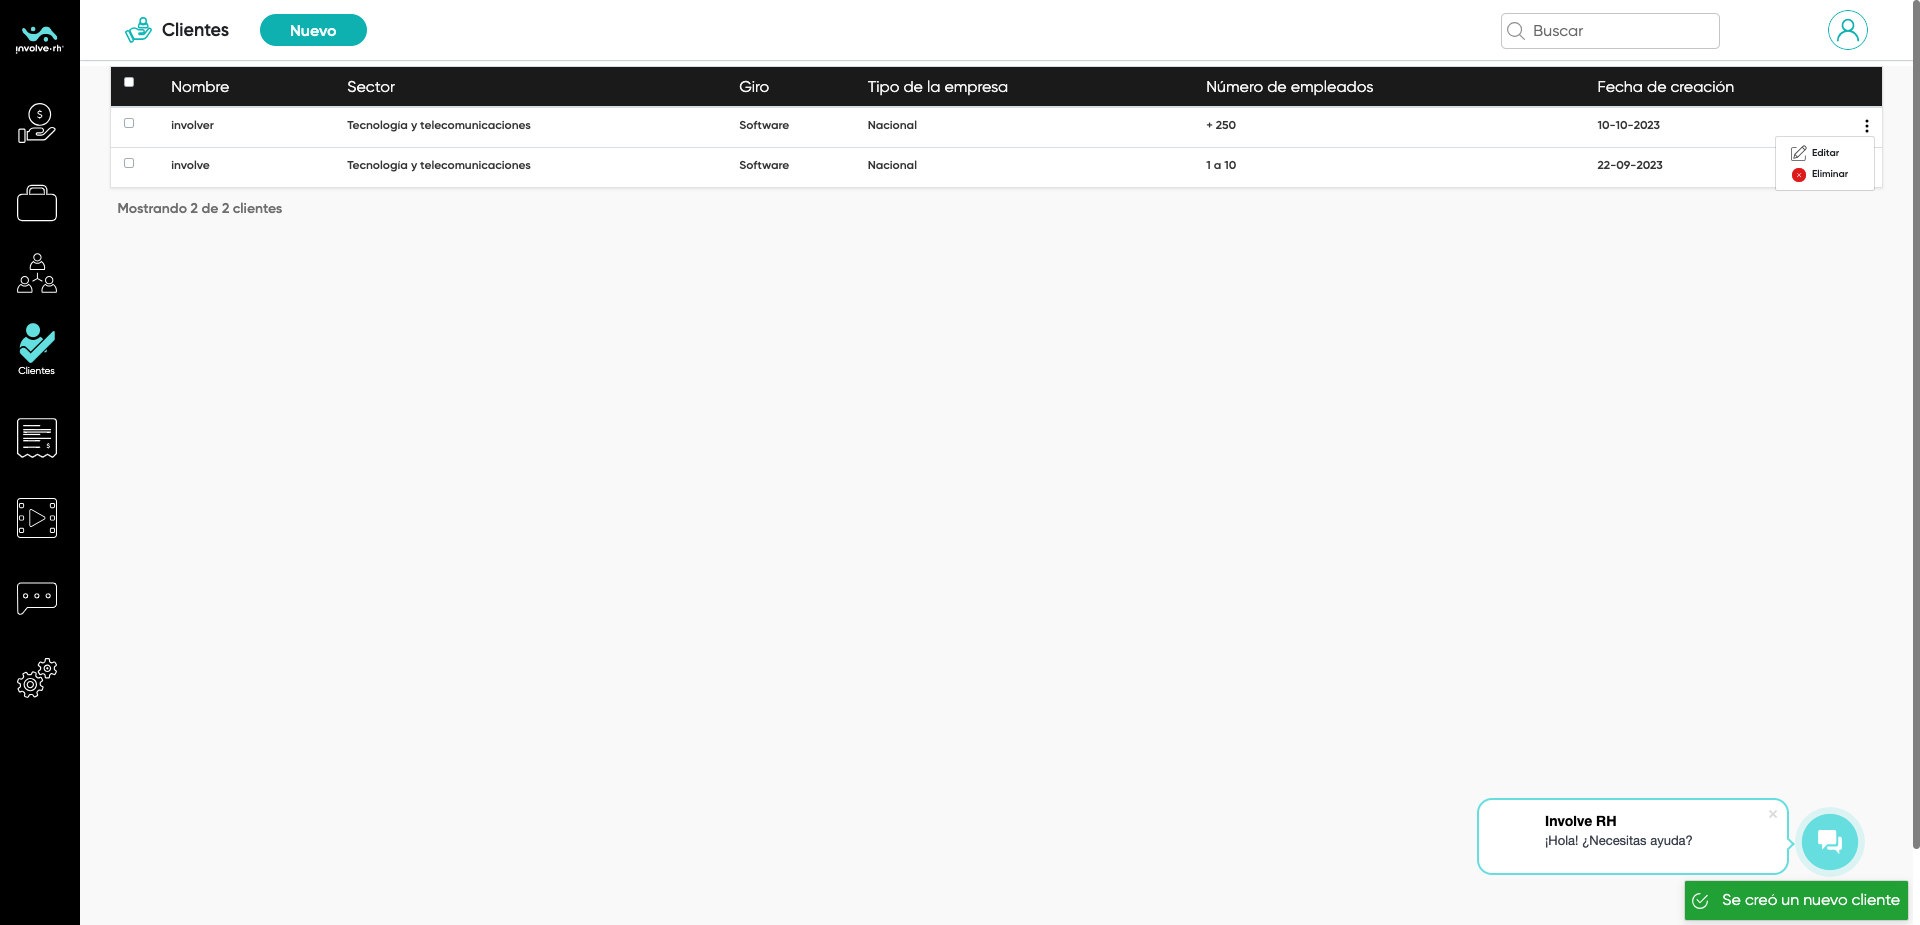 involve·rh
Clientes
Nuevo
Buscar
Nombre Sector Giro Tipo de la empresa Número de empleados Fecha de creación
involver Tecnología y telecomunicaciones Software Nacional + 250 10-10-2023
Editar
involve Tecnología y telecomunicaciones Software Nacional 1 a 10 22-09-2023
Eliminar
Mostrando 2 de 2 clientes
Clientes
Involve RH
¡Hola! ¿Necesitas ayuda?
Se creó un nuevo cliente